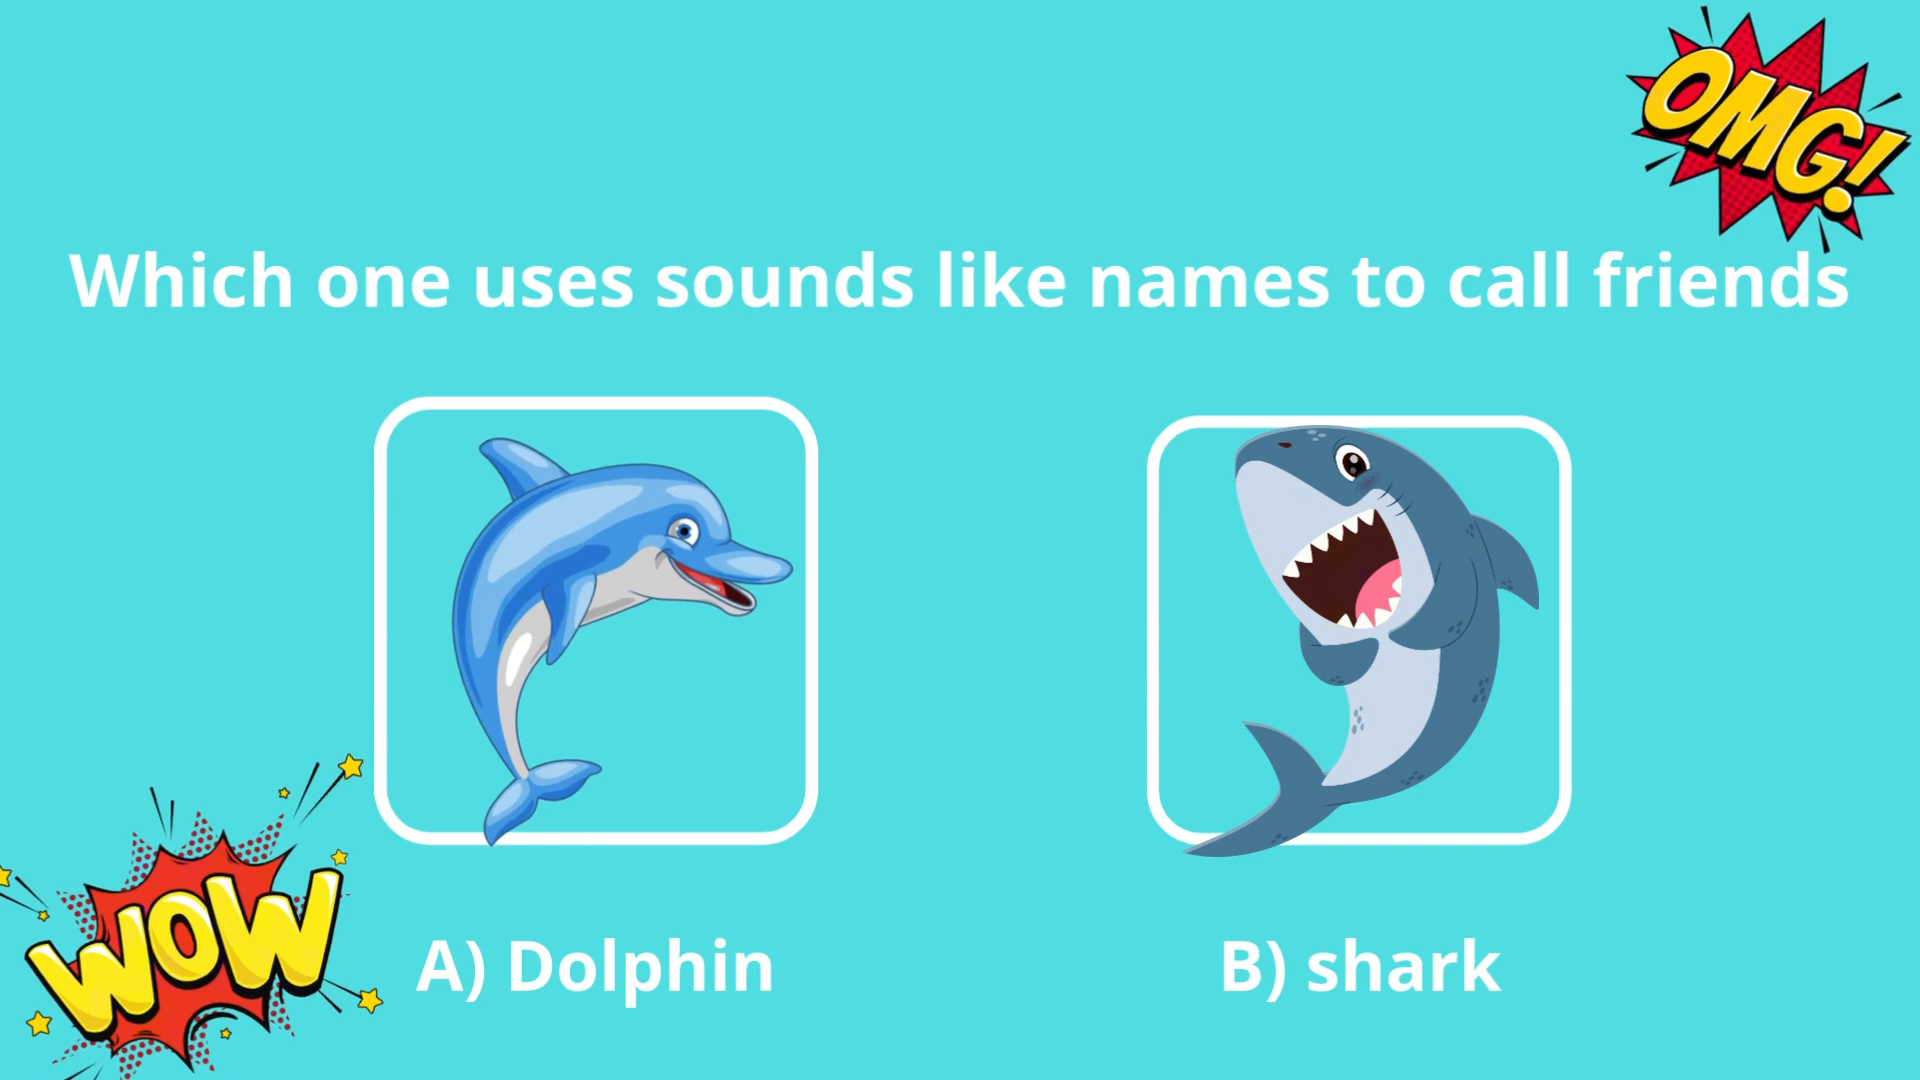 OMG!
Which one uses sounds like names to call friends
WOW
A) Dolphin
B) shark